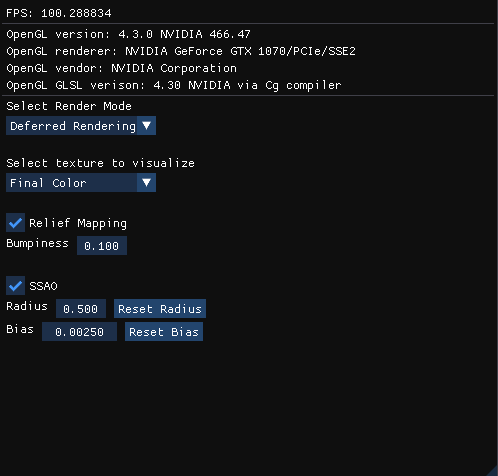 FPS: 100.288834
OpenGL version: 4.3.0 NVIDIA 466.47
OpenGL renderer: NVIDIA GeForce GTX 1070/PCIe/SSE2
OpenGL vendor: NVIDIA Corporation
OpenGL GLSL verison: 4.30 NVIDIA via Cg compiler
Select Render Mode
Deferred Rendering
Select texture to visualize
Final Color
Relief Mapping
Bumpiness 0.100
SSAO
Radius 0.500 Reset Radius
Bias 0.00250 Reset Bias